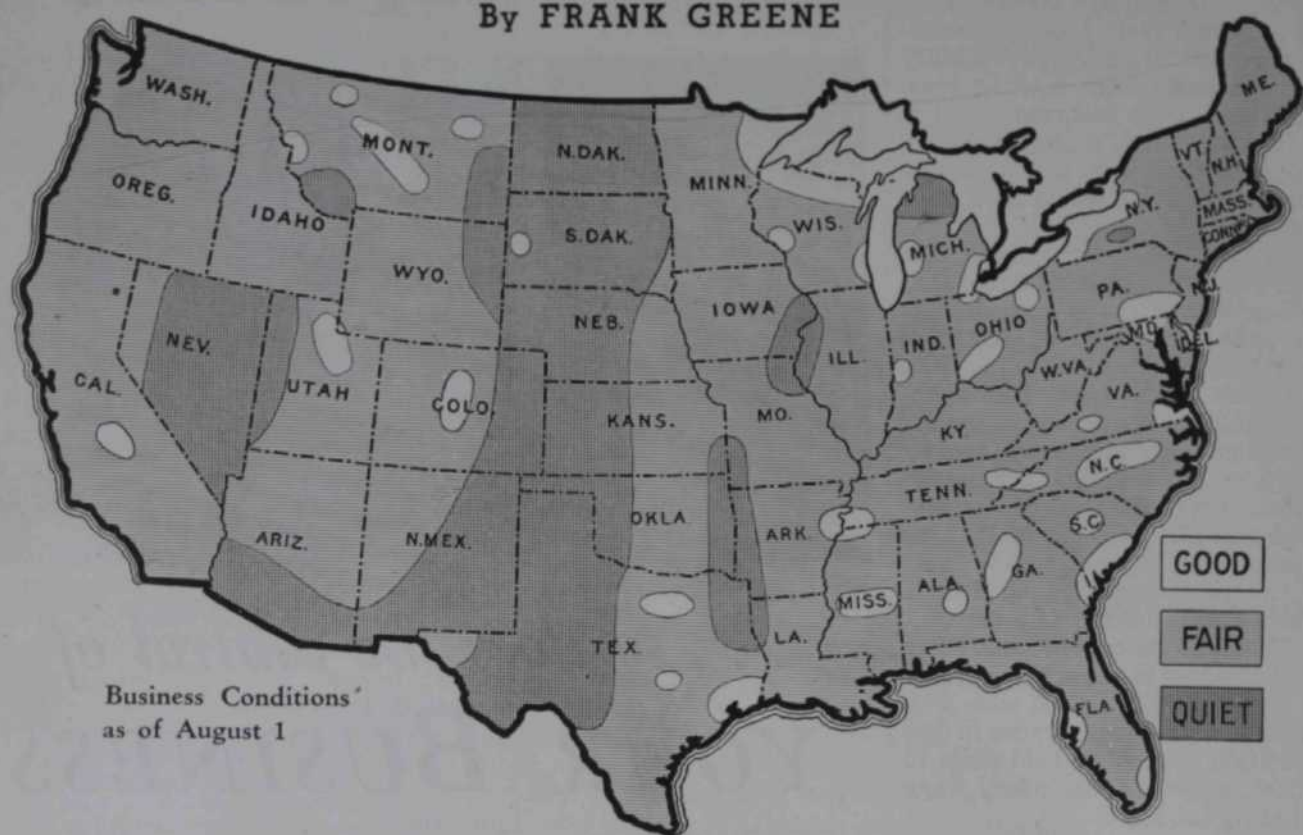 By FRANK GREENE
WASH.
OREG.
IDAHO
MONT.
N.DAK.
S.DAK.
MINN.
WIS.
MICH.
N.Y.
VT.
N.H.
ME.
MASS.
CONN.
WYO.
NEB.
IOWA
ILL.
IND.
OHIO
PA.
N.J.
MD.
DEL.
NEV.
UTAH
COLO.
KANS.
MO.
KY.
W.VA.
VA.
CAL.
ARIZ.
N.MEX.
OKLA.
ARK.
TENN.
N.C.
S.C.
TEX.
LA.
MISS.
ALA.
GA.
FLA.
GOOD
FAIR
QUIET
Business Conditions
as of August 1